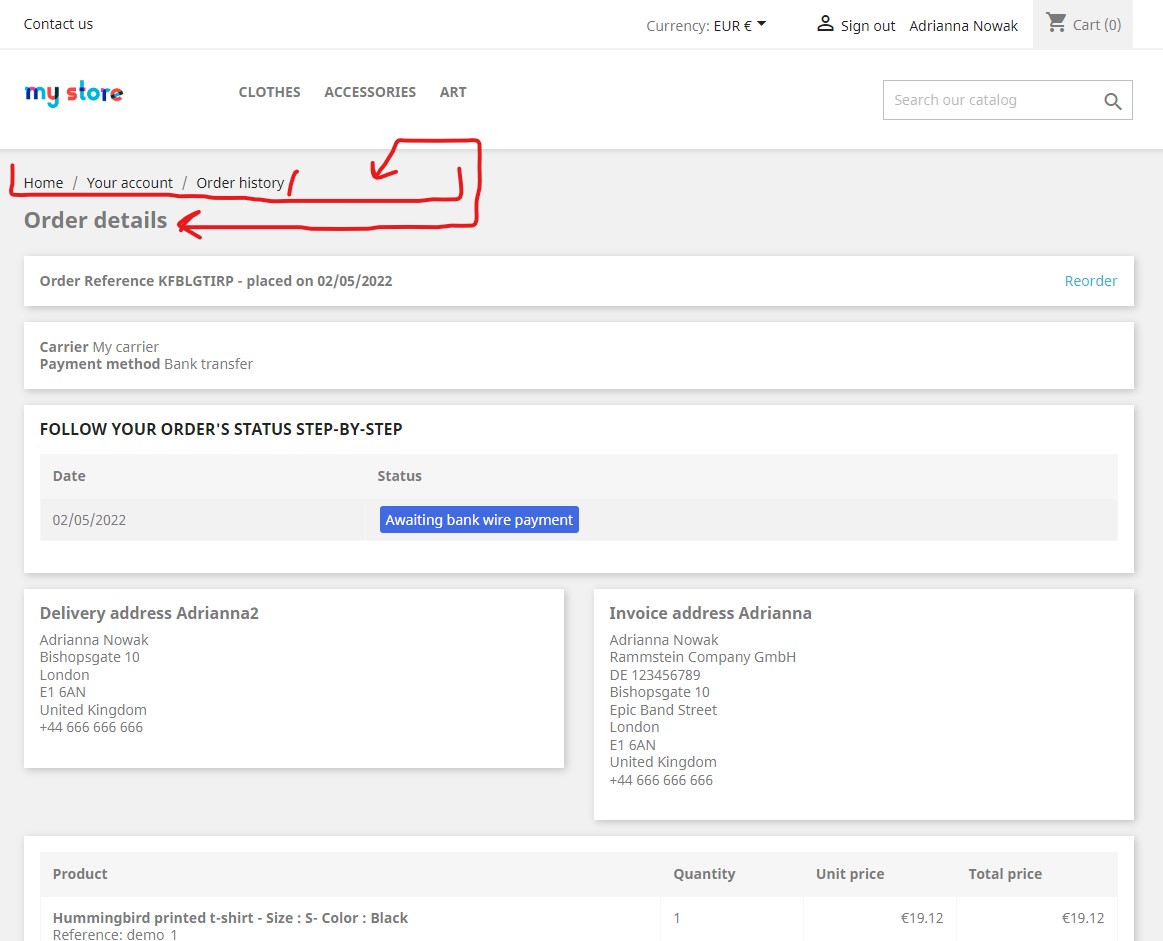 Contact us
Currency: EUR € Sign out Adrianna Nowak Cart (0)
my store CLOTHES ACCESSORIES ART Search our catalog
Home / Your account / Order history /
Order details
Order Reference KFBLGTIRP - placed on 02/05/2022 Reorder
Carrier My carrier
Payment method Bank transfer
FOLLOW YOUR ORDER'S STATUS STEP-BY-STEP
Date Status
02/05/2022 Awaiting bank wire payment
Delivery address Adrianna2
Adrianna Nowak
Bishopsgate 10
London
E1 6AN
United Kingdom
+44 666 666 666
Invoice address Adrianna
Adrianna Nowak
Rammstein Company GmbH
DE 123456789
Bishopsgate 10
Epic Band Street
London
E1 6AN
United Kingdom
+44 666 666 666
Product Quantity Unit price Total price
Hummingbird printed t-shirt - Size : S- Color : Black 1 €19.12 €19.12
Reference: demo_1